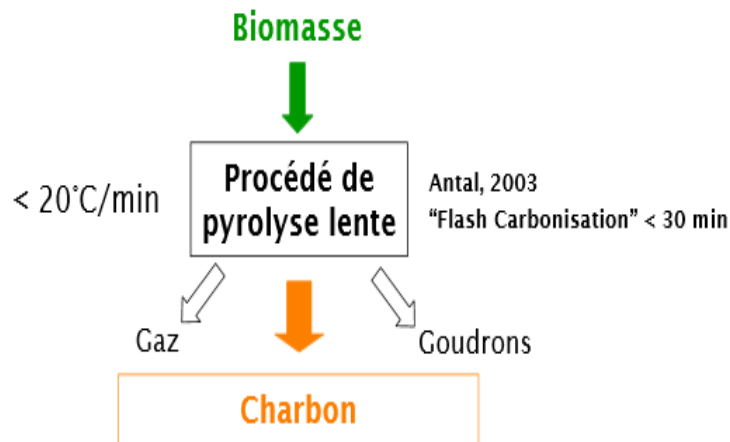 Biomasse
< 20°C/min
Procédé de
pyrolyse lente
Antal, 2003
“Flash Carbonisation” < 30 min
Gaz
Goudrons
Charbon